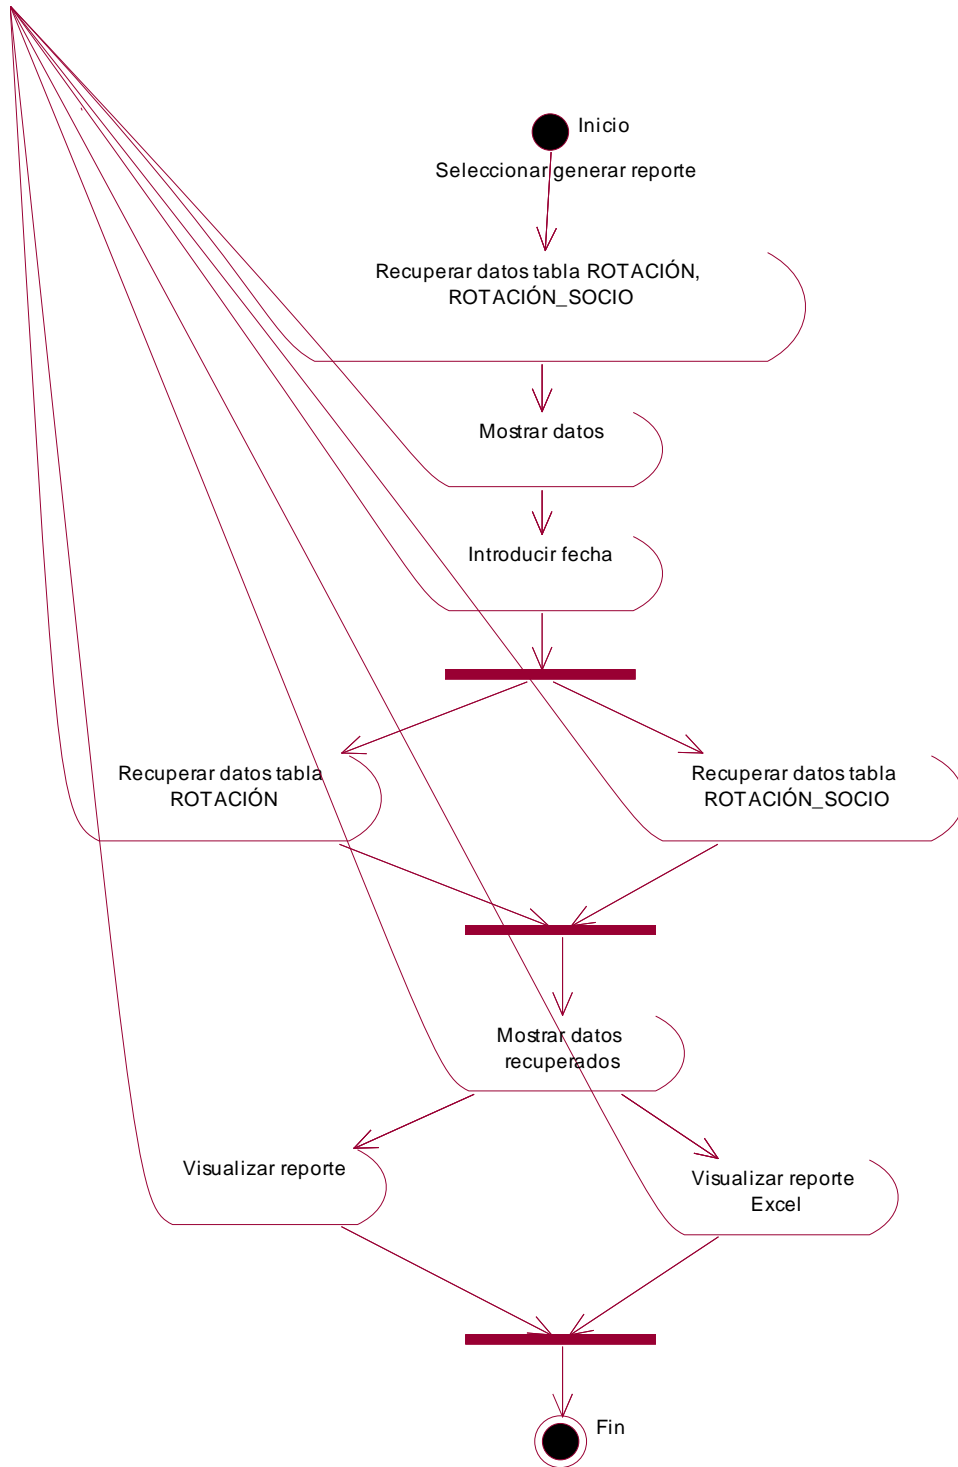 Inicio
Seleccionar generar reporte
Recuperar datos tabla ROTACIÓN,
ROTACIÓN_SOCIO
Mostrar datos
Introducir fecha
Recuperar datos tabla
ROTACIÓN
Recuperar datos tabla
ROTACIÓN_SOCIO
Mostrar datos
recuperados
Visualizar reporte
Visualizar reporte
Excel
Fin